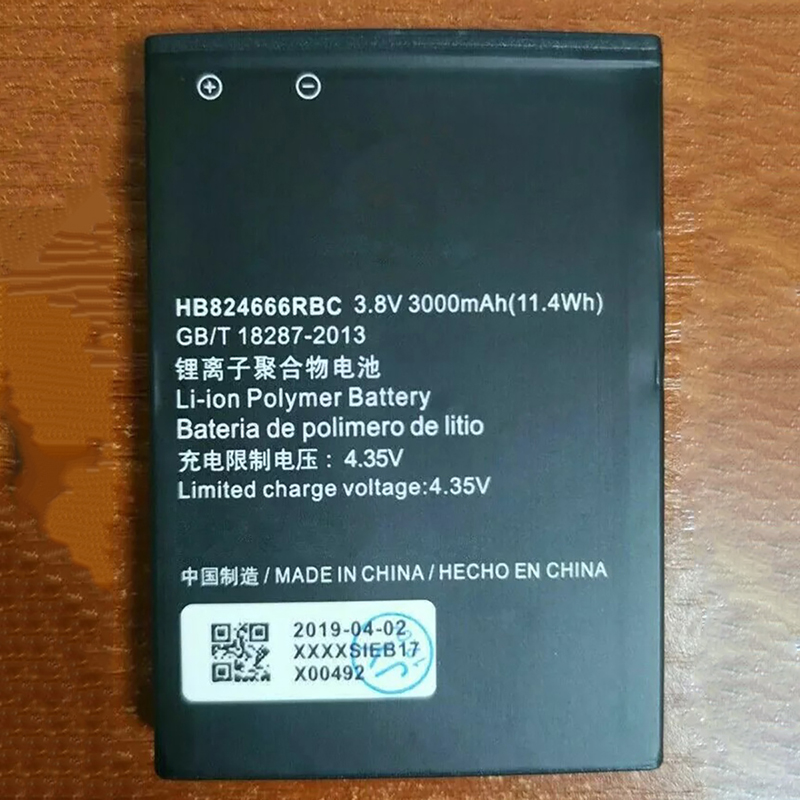 + -
HB824666RBC 3.8V 3000mAh(11.4Wh)
GB/T 18287-2013
锂离子聚合物电池
Li-ion Polymer Battery
Bateria de polimero de litio
充电限制电压：4.35V
Limited charge voltage:4.35V
中国制造 / MADE IN CHINA / HECHO EN CHINA
2019-04-02
XXXXSIEB17
X00492